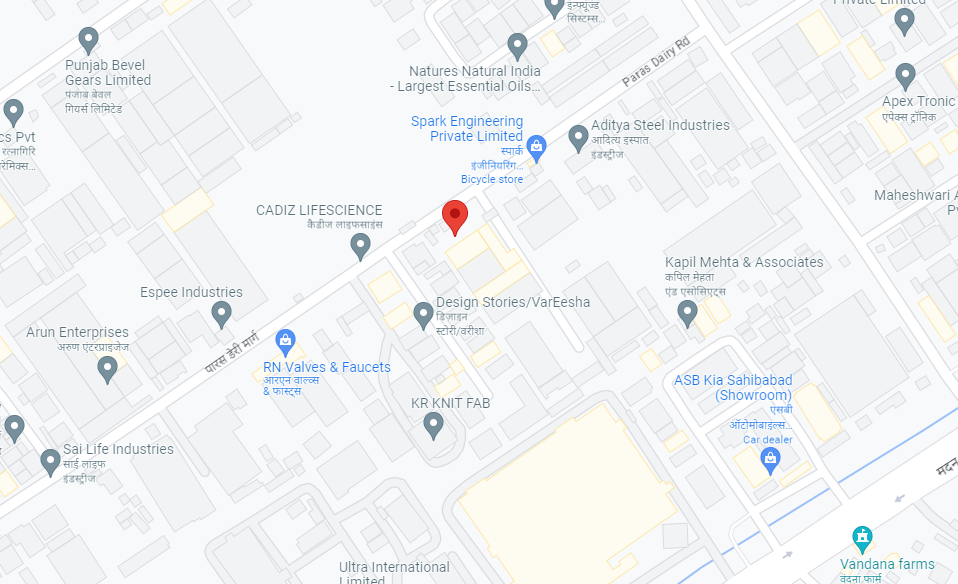 Private Limited
इन्फ्यूज्ड
सिस्टम्स...
Paras Dairy Rd
Punjab Bevel
Gears Limited
पंजाब बेवल
गियर्स लिमिटेड
Natures Natural India
- Largest Essential Oils...
Apex Tronic
एपेक्स ट्रॉनिक
cs Pvt
रत्नागिरि
रेमिक्स...
Spark Engineering
Private Limited
स्पार्क
इंजीनियरिंग...
Bicycle store
Aditya Steel Industries
आदित्य इस्पात
इंडस्ट्रीज
Maheshwari A
P
CADIZ LIFESCIENCE
कैडीज लाइफसाइंस
Kapil Mehta & Associates
कपिल मेहता
एंड एसोसिएट्स
Espee Industries
Design Stories/VarEesha
डिज़ाइन
स्टोरी/वरीशा
Arun Enterprises
अरुण एंटरप्राइजेज
पारस डेरी मार्ग
RN Valves & Faucets
आरएन वाल्व्स
& फास्ट्स
ASB Kia Sahibabad
(Showroom)
एसबी
ऑटोमोबाइल्स...
Car dealer
KR KNIT FAB
Sai Life Industries
साई लाइफ
इंडस्ट्रीज
मदन
Ultra International
Limited
Vandana farms
वंदना फार्म